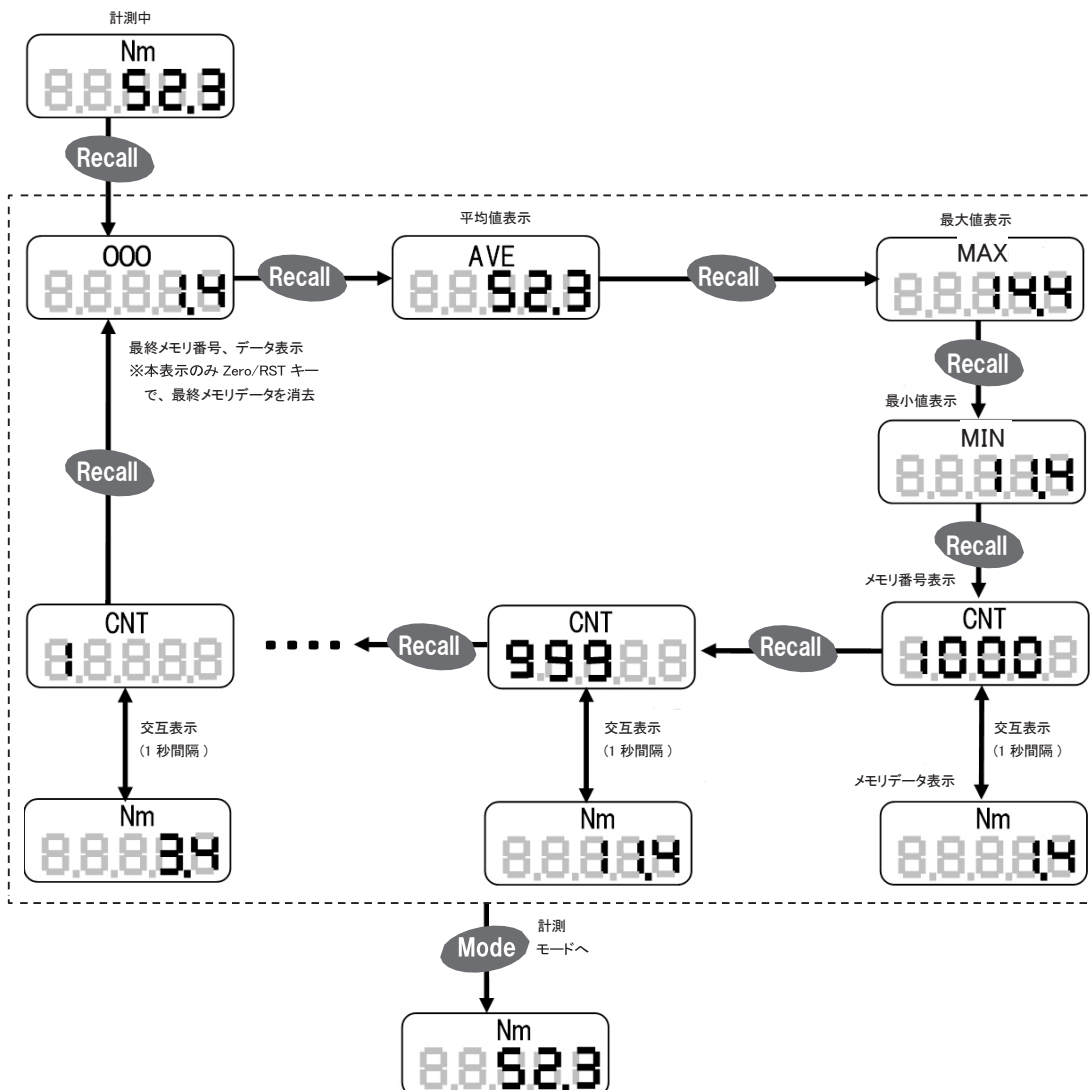 計測中
Nm
52.3
Recall
000
1.4
Recall
平均値表示
AVE
52.3
Recall
最大値表示
MAX
14.4
最終メモリ番号、データ表示
※本表示のみ Zero/RST キー
で、最終メモリデータを消去
Recall
最小値表示
MIN
11.4
Recall
Recall
メモリ番号表示
CNT
1000
Recall
CNT
999
Recall
CNT
1
交互表示
(1 秒間隔 )
交互表示
(1 秒間隔 )
交互表示
(1 秒間隔 )
メモリデータ表示
Nm
3.4
Nm
11.4
Nm
1.4
Mode
計測
モードへ
Nm
52.3